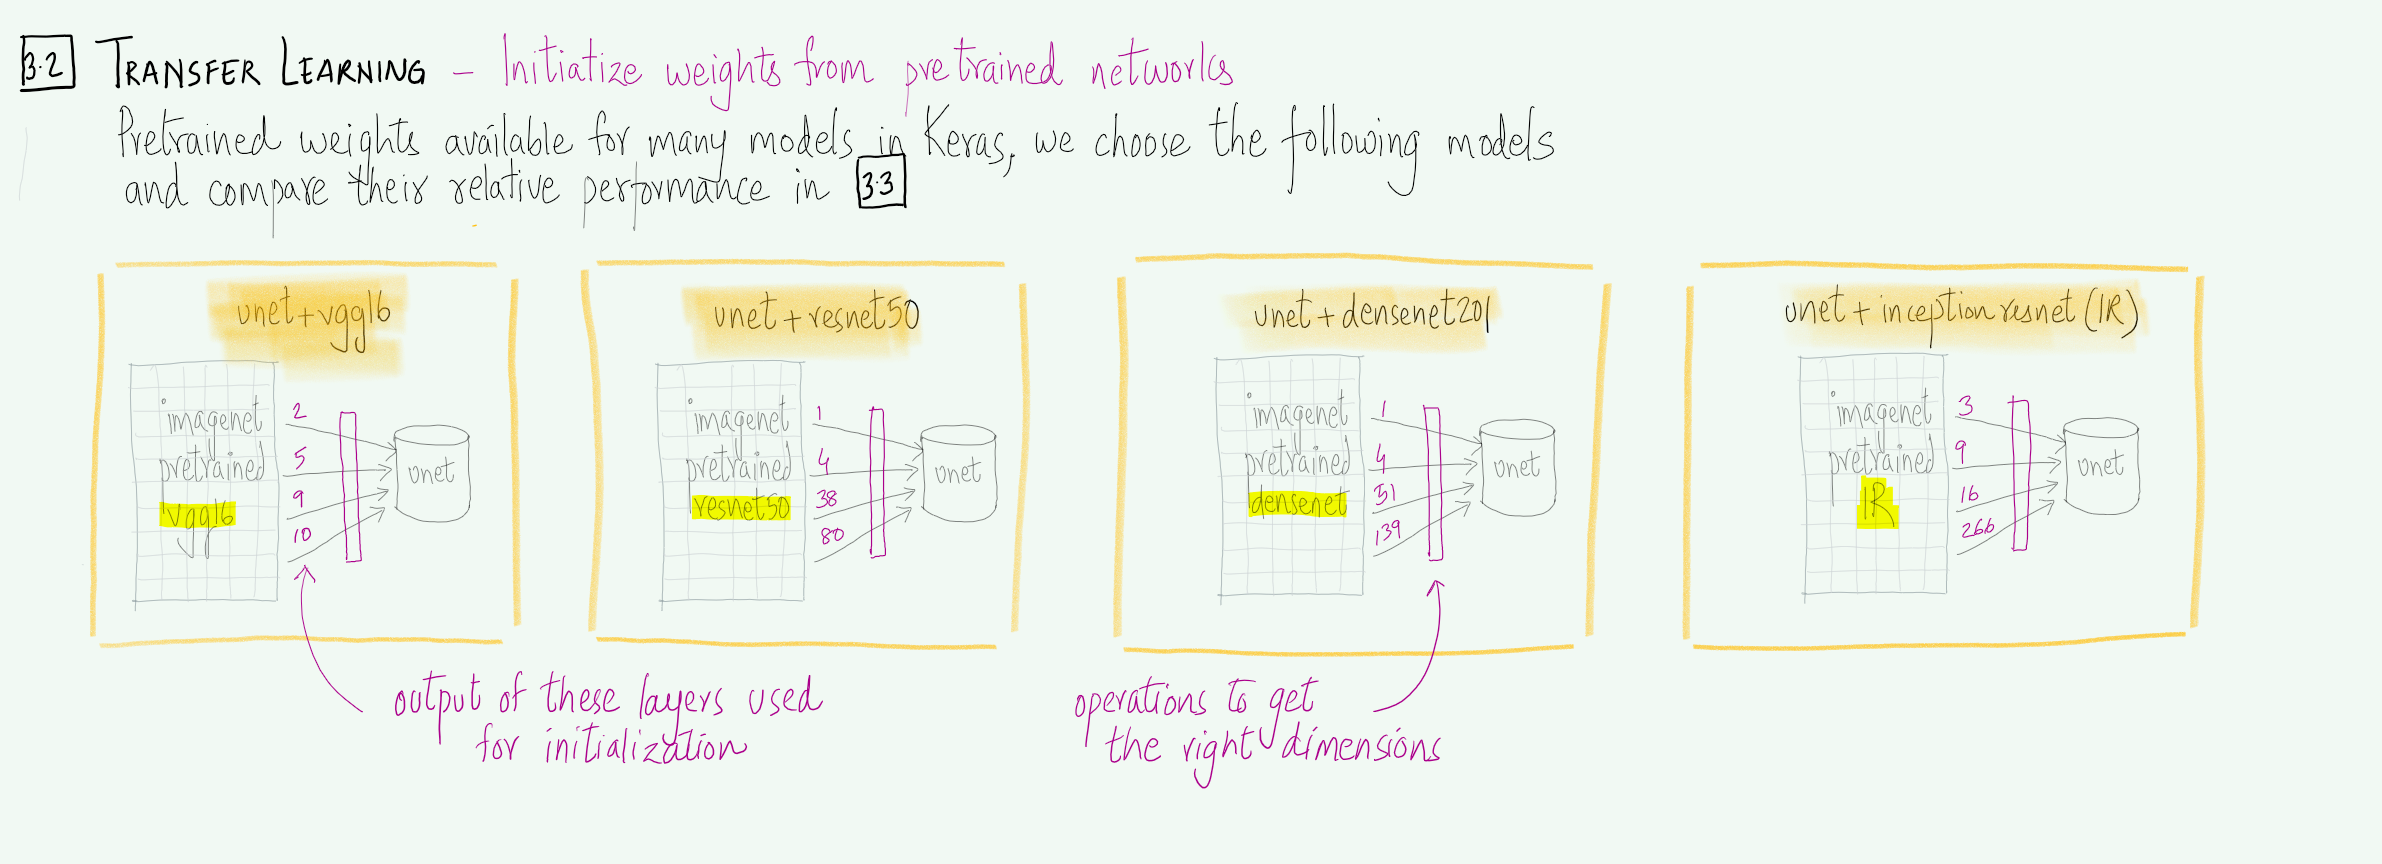 3.2 TRANSFER LEARNING - Initiatize weights from pretrained networks
Pretrained weights available for many models in Keras, we choose the following models
and compare their relative performance in 3.3
unet+vgg16
imagenet
pretrained
vgg16
2
5
9
10
unet
unet+resnet50
imagenet
pretrained
resnet50
1
4
38
80
unet
unet+densenet201
imagenet
pretrained
densenet
1
4
51
139
unet
unet+inception resnet (IR)
imagenet
pretrained
IR
3
9
16
266
unet
output of these layers used
for initialization
operations to get
the right dimensions